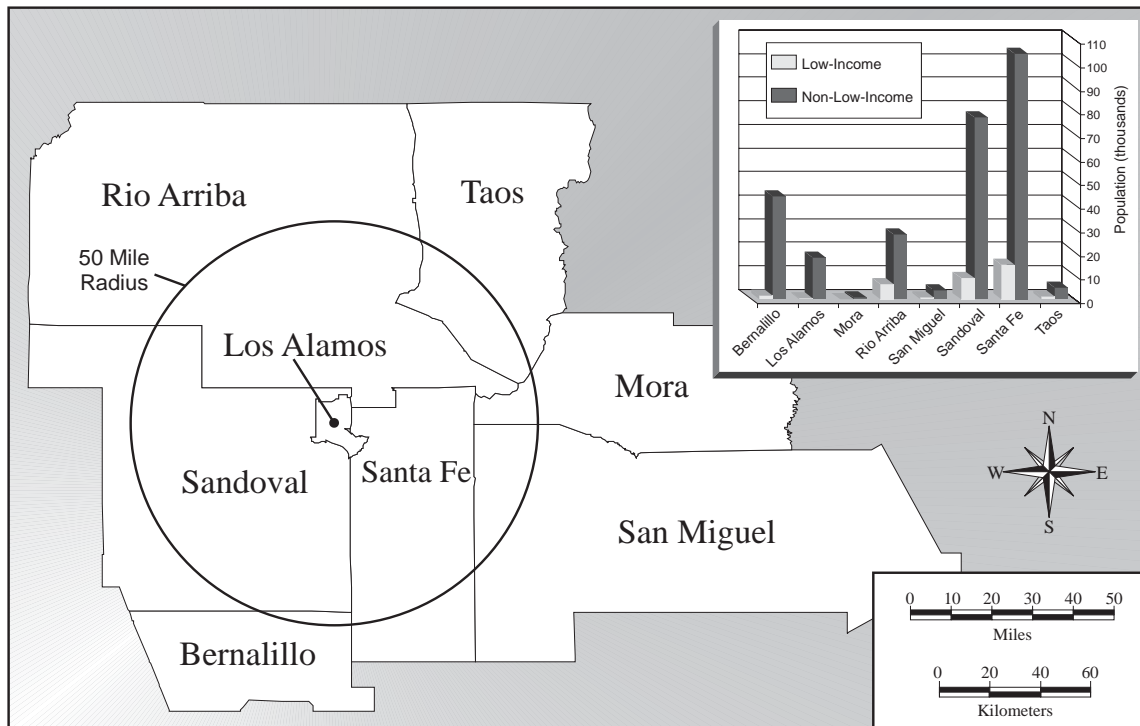 Low-Income
Non-Low-Income
110
100
90
80
70
60
50
40
30
20
10
0
Population (thousands)
Bernalillo
Los Alamos
Mora
Rio Arriba
San Miguel
Sandoval
Santa Fe
Taos
Rio Arriba
Taos
50 Mile
Radius
Los Alamos
Mora
Sandoval
Santa Fe
San Miguel
Bernalillo
N
W E
S
0 10 20 30 40 50
Miles
0 20 40 60
Kilometers